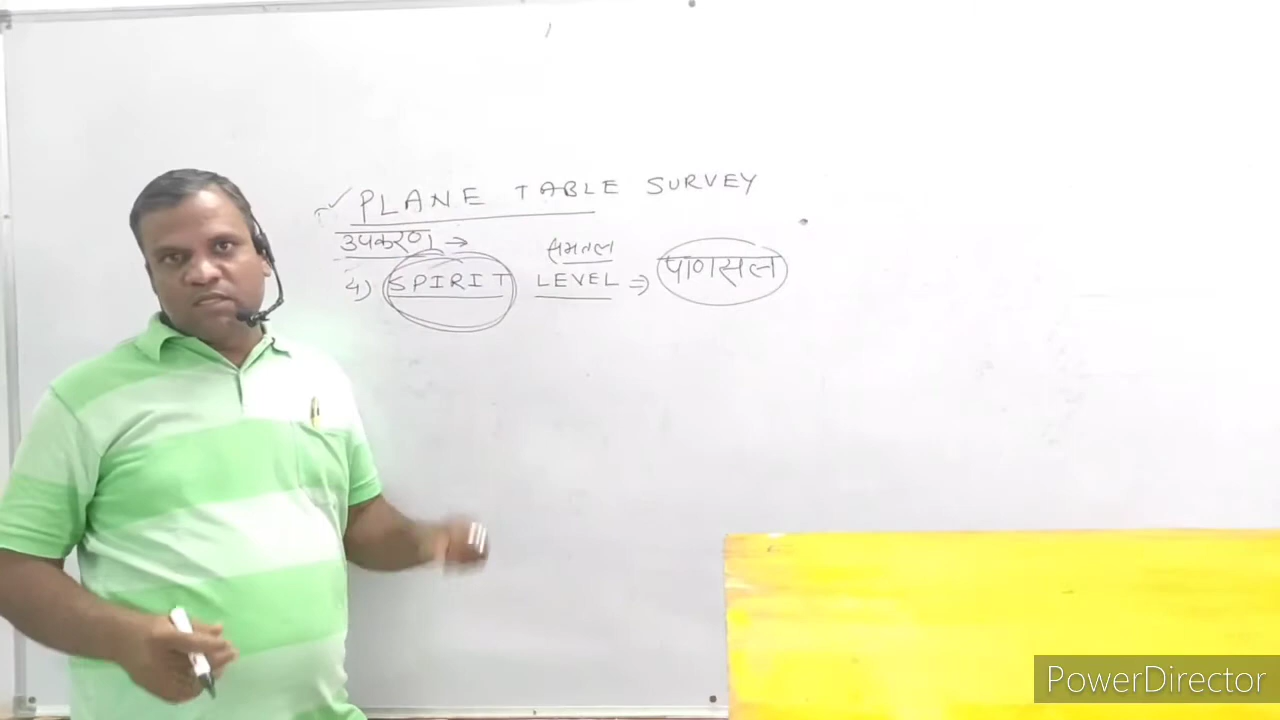 PLANE TABLE SURVEY
उपकरण →
समतल
4) SPIRIT LEVEL ⇒ पाणसल
PowerDirector